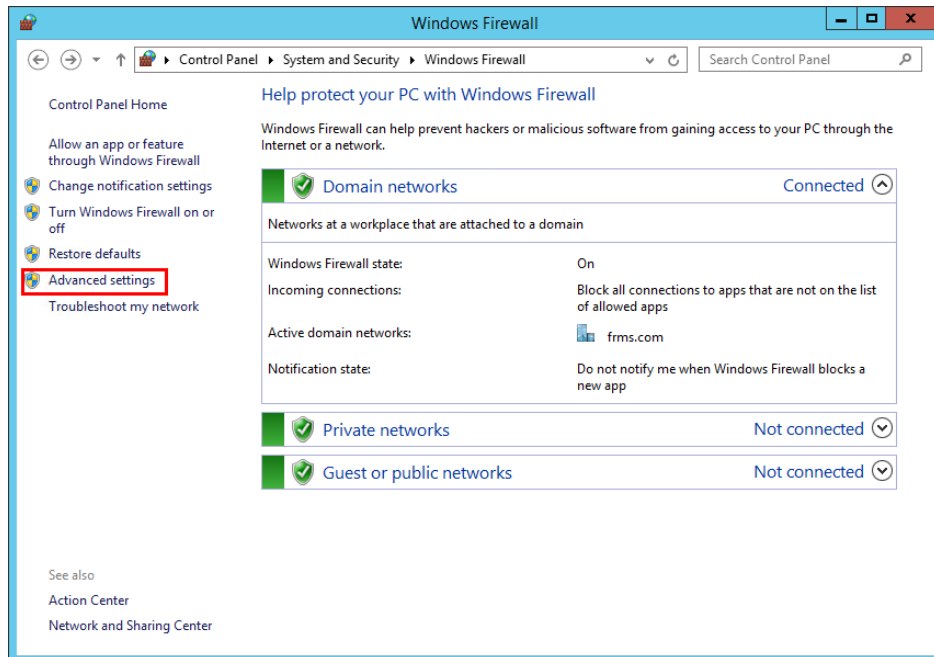 Windows Firewall
Control Panel System and Security Windows Firewall
Search Control Panel
Control Panel Home
Allow an app or feature
through Windows Firewall
Change notification settings
Turn Windows Firewall on or
off
Restore defaults
Advanced settings
Troubleshoot my network
See also
Action Center
Network and Sharing Center
Help protect your PC with Windows Firewall
Windows Firewall can help prevent hackers or malicious software from gaining access to your PC through the
Internet or a network.
Domain networks Connected
Networks at a workplace that are attached to a domain
Windows Firewall state: On
Incoming connections: Block all connections to apps that are not on the list
of allowed apps
Active domain networks: frms.com
Notification state: Do not notify me when Windows Firewall blocks a
new app
Private networks Not connected
Guest or public networks Not connected